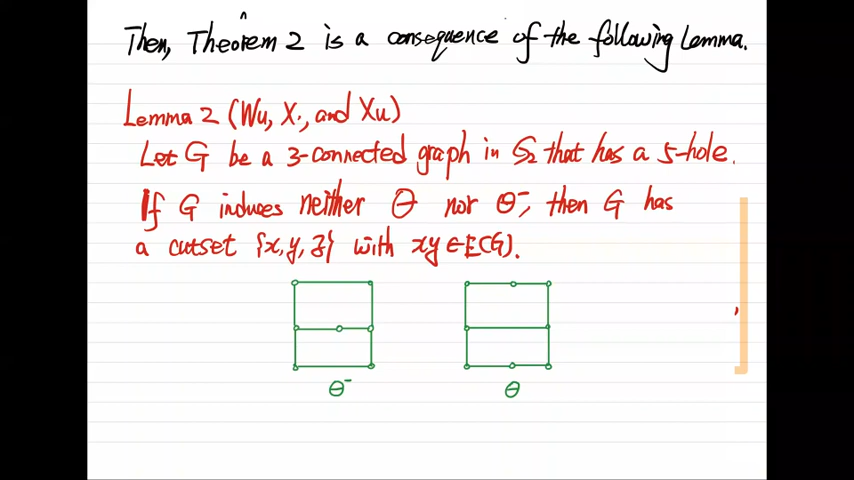 Then, Theorem 2 is a consequence of the following Lemma.
Lemma 2 (Wu, X., and Xu)
Let G be a 3-connected graph in 𝒢₂ that has a 5-hole.
If G induces neither θ nor θ⁻, then G has
a cutset {x, y, z} with xy ∈ E(G).
θ⁻ θ